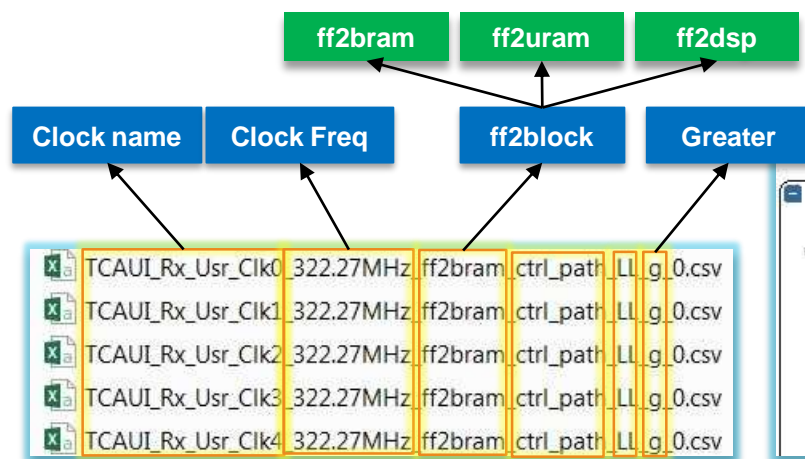 ff2bram ff2uram ff2dsp
Clock name Clock Freq ff2block Greater
TCAUI_Rx_Usr_Clk0_322.27MHz_ff2bram_ctrl_path_LL_g_0.csv
TCAUI_Rx_Usr_Clk1_322.27MHz_ff2bram_ctrl_path_LL_g_0.csv
TCAUI_Rx_Usr_Clk2_322.27MHz_ff2bram_ctrl_path_LL_g_0.csv
TCAUI_Rx_Usr_Clk3_322.27MHz_ff2bram_ctrl_path_LL_g_0.csv
TCAUI_Rx_Usr_Clk4_322.27MHz_ff2bram_ctrl_path_LL_g_0.csv